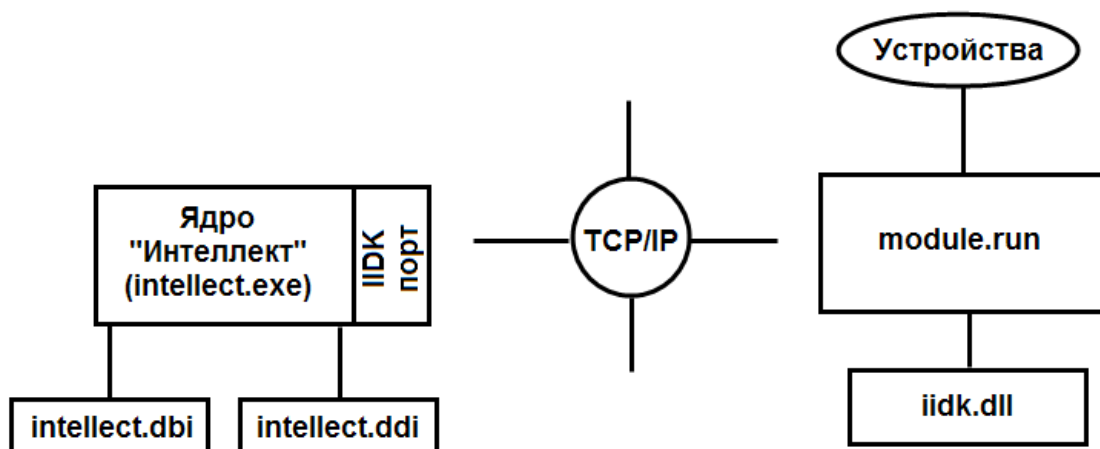 Устройства
Ядро
"Интеллект"
(intellect.exe)
IIDK
порт
TCP/IP
module.run
intellect.dbi
intellect.ddi
iidk.dll